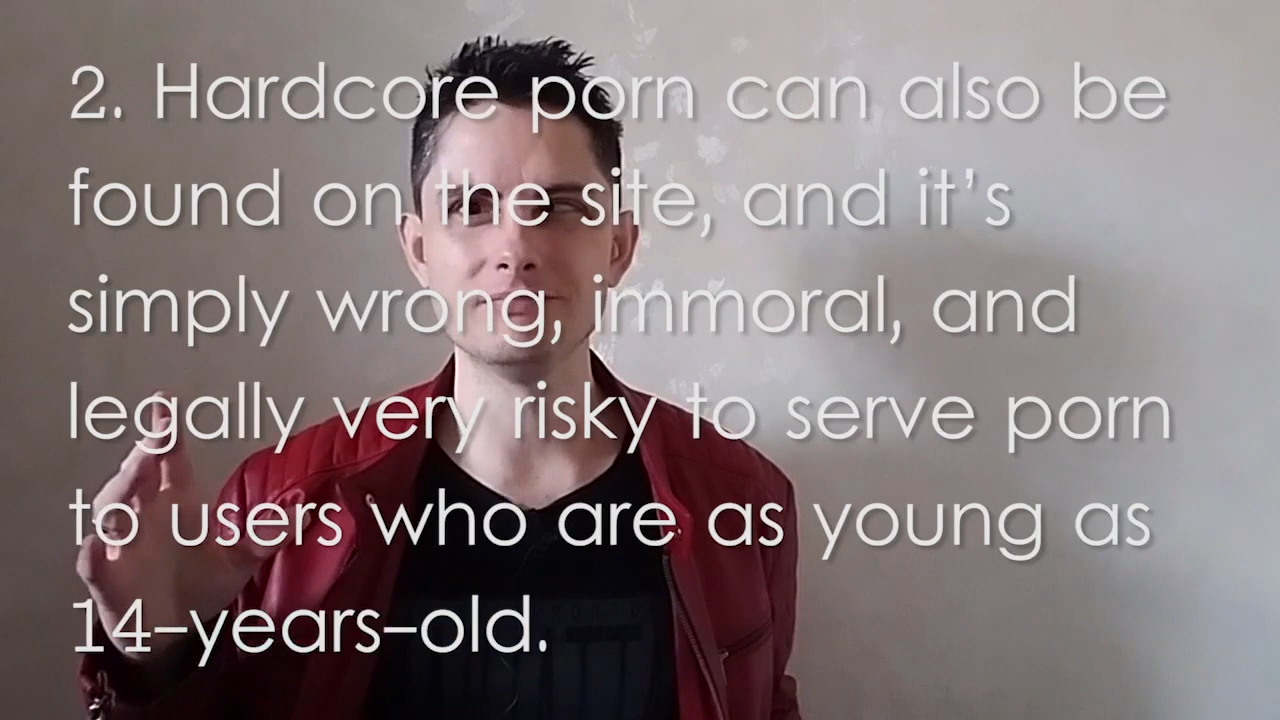 2. Hardcore porn can also be
found on the site, and it’s
simply wrong, immoral, and
legally very risky to serve porn
to users who are as young as
14–years–old.